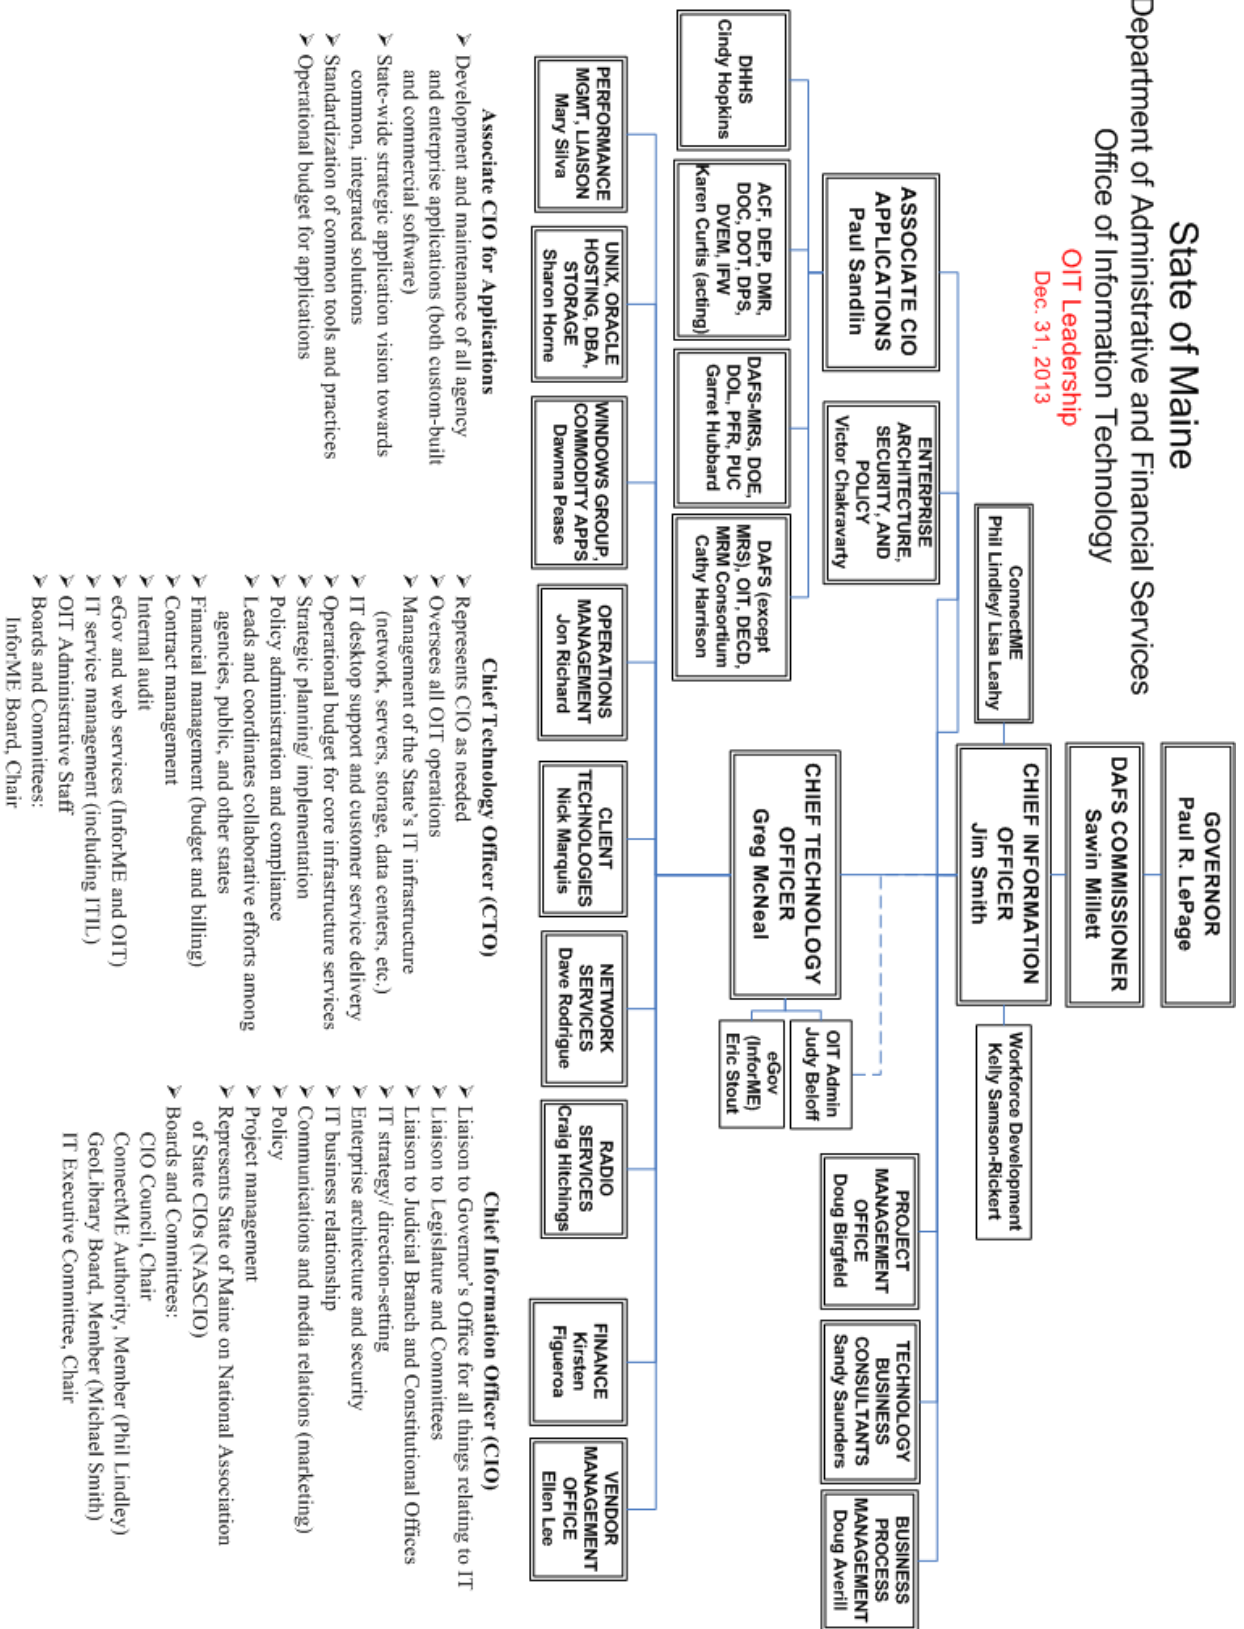 State of Maine
Department of Administrative and Financial Services
Office of Information Technology
OIT Leadership
Dec. 31, 2013
GOVERNOR
Paul R. LePage
DAFS COMMISSIONER
Sawin Millett
CHIEF INFORMATION
OFFICER
Jim Smith
ConnectME
Phil Lindley/ Lisa Leahy
Workforce Development
Kelly Samson-Rickert
ASSOCIATE CIO
APPLICATIONS
Paul Sandlin
ENTERPRISE
ARCHITECTURE,
SECURITY, AND
POLICY
Victor Chakravarty
PROJECT
MANAGEMENT
OFFICE
Doug Birgfeld
TECHNOLOGY
BUSINESS
CONSULTANTS
Sandy Saunders
BUSINESS
PROCESS
MANAGEMENT
Doug Averill
CHIEF TECHNOLOGY
OFFICER
Greg McNeal
OIT Admin
Judy Beloff
eGov
(InforME)
Eric Stout
DHHS
Cindy Hopkins
ACF, DEP, DMR,
DOC, DOT, DPS,
DVEM, IFW
Karen Curtis (acting)
DAFS-MRS, DOE,
DOL, PFR, PUC
Garret Hubbard
DAFS (except
MRS), OIT, DECD,
MRM Consortium
Cathy Harrison
PERFORMANCE
MGMT, LIAISON
Mary Silva
UNIX, ORACLE
HOSTING, DBA,
STORAGE
Sharon Horne
WINDOWS GROUP,
COMMODITY APPS
Dawnna Pease
OPERATIONS
MANAGEMENT
Jon Richard
CLIENT
TECHNOLOGIES
Nick Marquis
NETWORK
SERVICES
Dave Rodrigue
RADIO
SERVICES
Craig Hitchings
FINANCE
Kirsten
Figueroa
VENDOR
MANAGEMENT
OFFICE
Ellen Lee
Associate CIO for Applications
➢ Development and maintenance of all agency
and enterprise applications (both custom-built
and commercial software)
➢ State-wide strategic application vision towards
common, integrated solutions
➢ Standardization of common tools and practices
➢ Operational budget for applications
Chief Technology Officer (CTO)
➢ Represents CIO as needed
➢ Oversees all OIT operations
➢ Management of the State's IT infrastructure
(network, servers, storage, data centers, etc.)
➢ IT desktop support and customer service delivery
➢ Operational budget for core infrastructure services
➢ Strategic planning/ implementation
➢ Policy administration and compliance
➢ Leads and coordinates collaborative efforts among
agencies, public, and other states
➢ Financial management (budget and billing)
➢ Contract management
➢ Internal audit
➢ eGov and web services (InforME and OIT)
➢ IT service management (including ITIL)
➢ OIT Administrative Staff
➢ Boards and Committees:
InforME Board, Chair
Chief Information Officer (CIO)
➢ Liaison to Governor's Office for all things relating to IT
➢ Liaison to Legislature and Committees
➢ Liaison to Judicial Branch and Constitutional Offices
➢ IT strategy/ direction-setting
➢ Enterprise architecture and security
➢ IT business relationship
➢ Communications and media relations (marketing)
➢ Policy
➢ Project management
➢ Represents State of Maine on National Association
of State CIOs (NASCIO)
➢ Boards and Committees:
CIO Council, Chair
ConnectME Authority, Member (Phil Lindley)
GeoLibrary Board, Member (Michael Smith)
IT Executive Committee, Chair